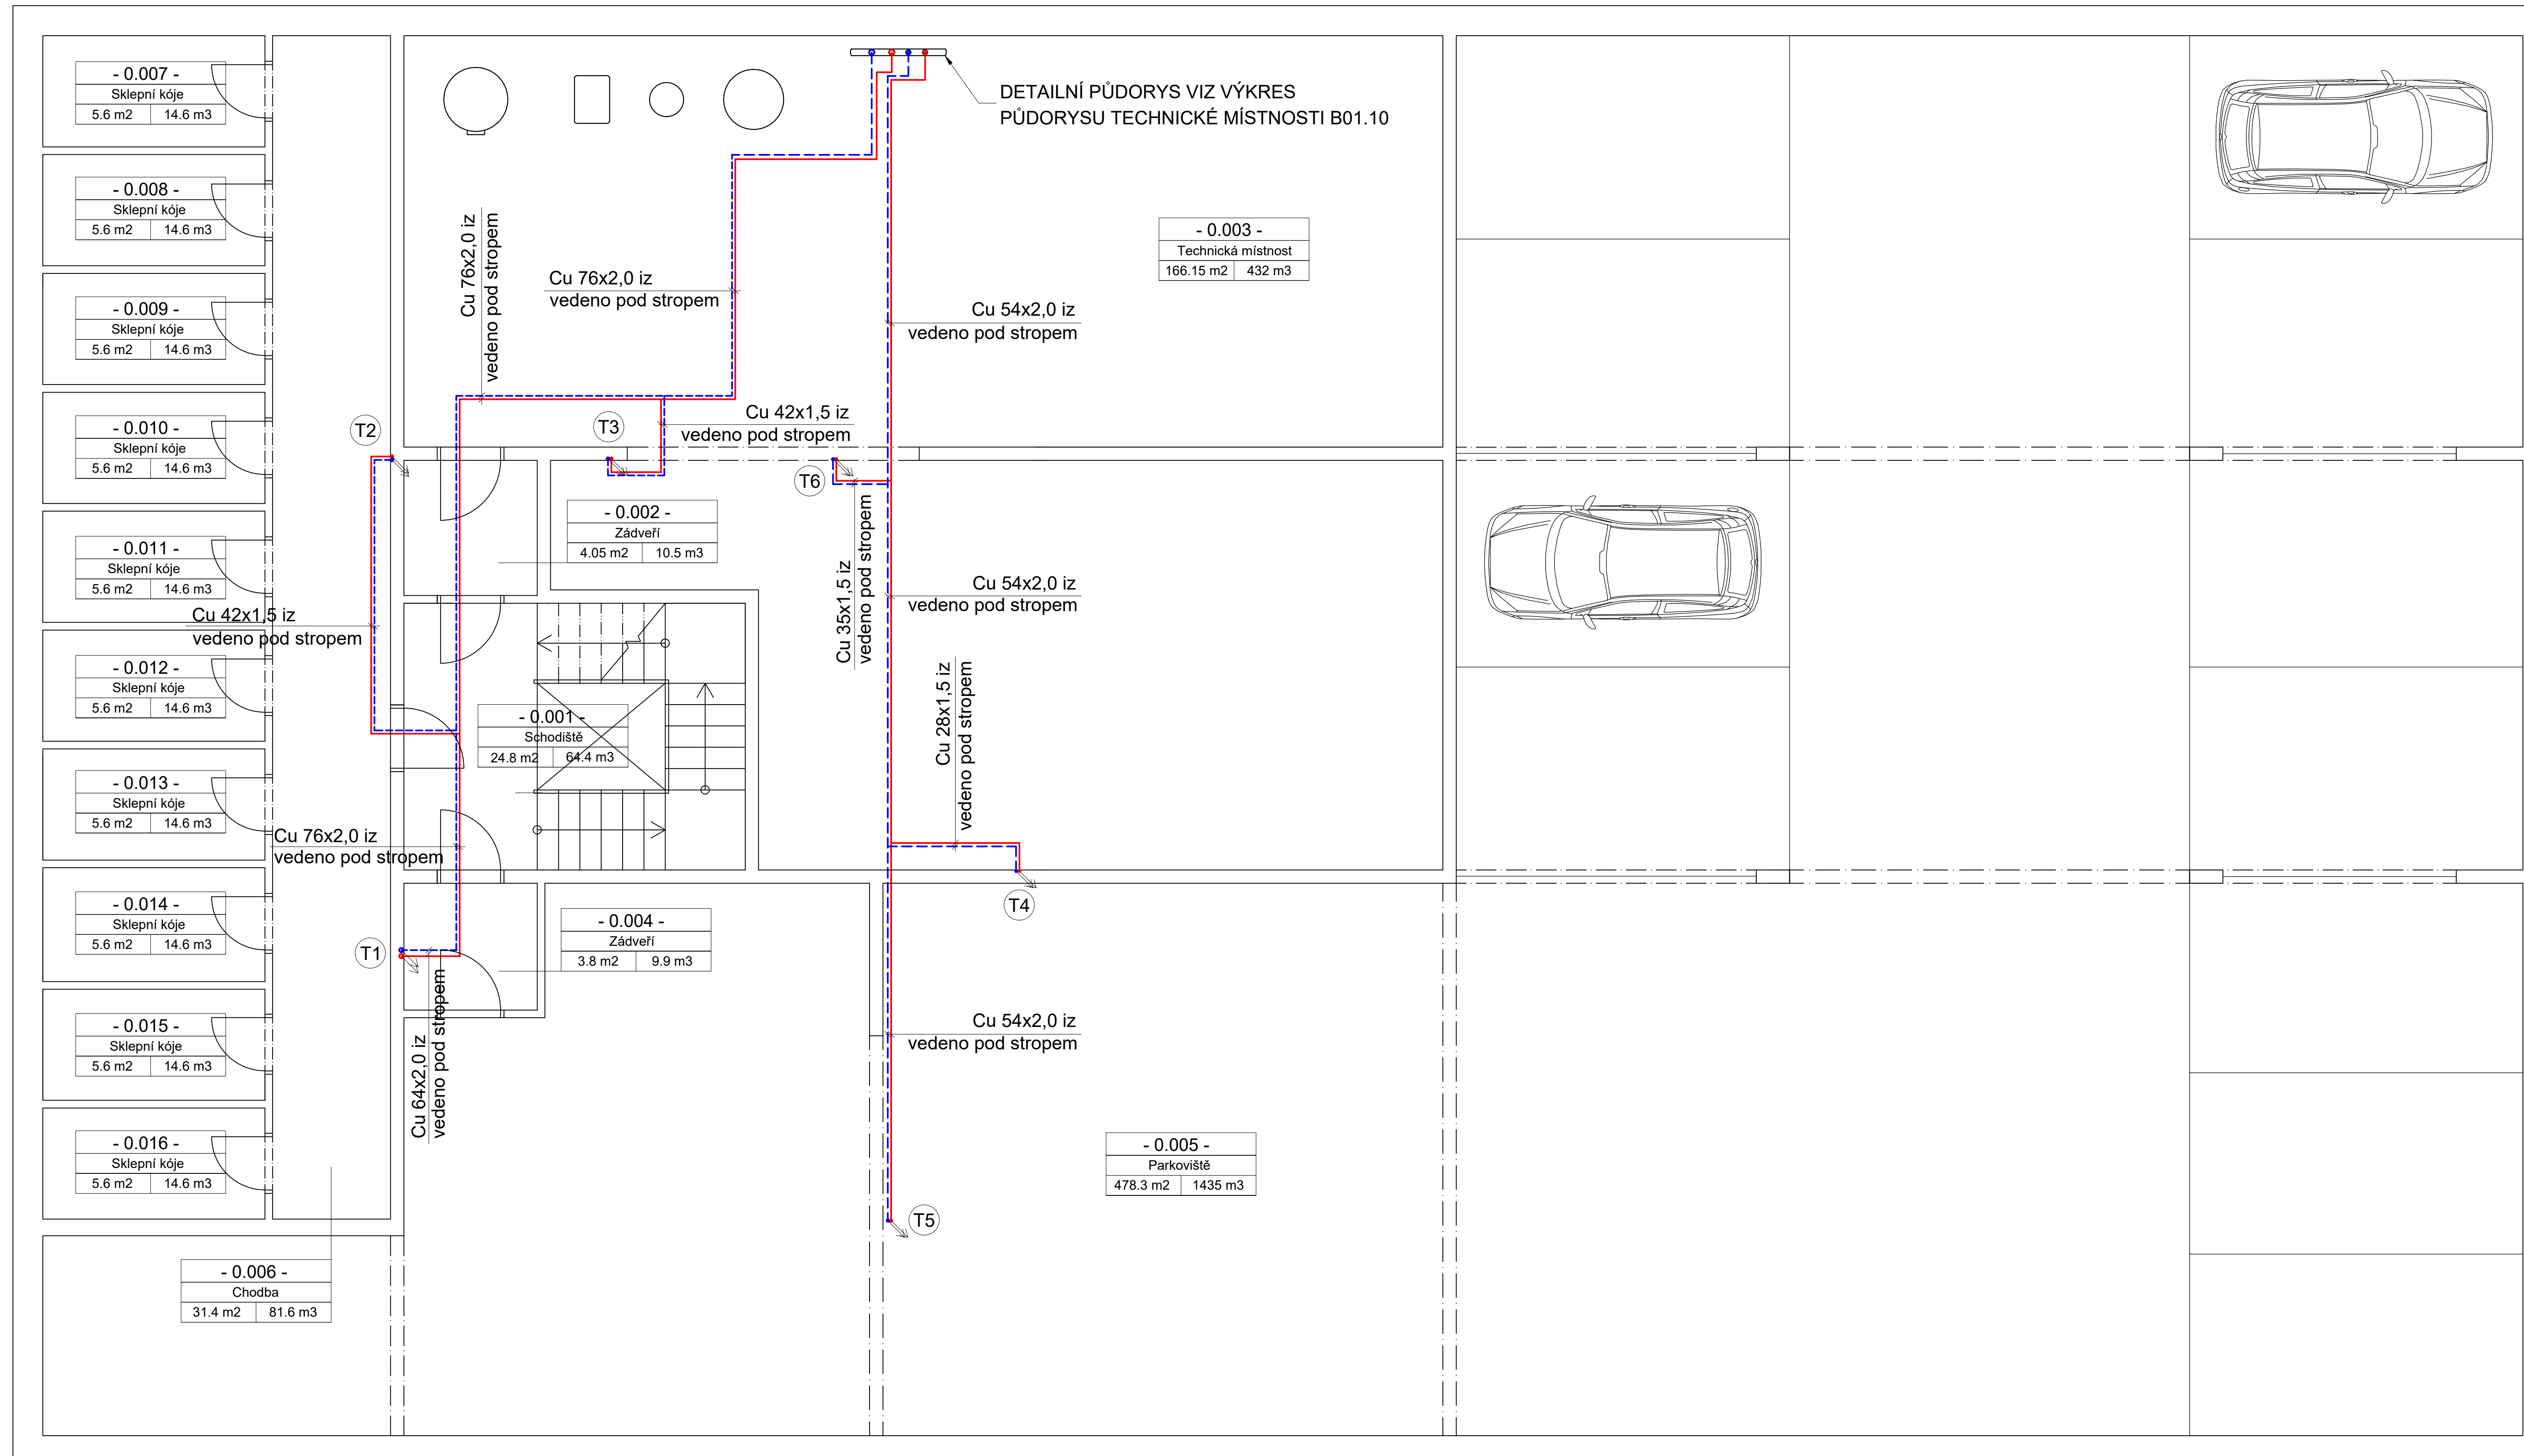 - 0.007 -
Sklepní kóje
5.6 m2 14.6 m3
- 0.008 -
Sklepní kóje
5.6 m2 14.6 m3
- 0.009 -
Sklepní kóje
5.6 m2 14.6 m3
- 0.010 -
Sklepní kóje
5.6 m2 14.6 m3
- 0.011 -
Sklepní kóje
5.6 m2 14.6 m3
Cu 42x1,5 iz
vedeno pod stropem
- 0.012 -
Sklepní kóje
5.6 m2 14.6 m3
- 0.013 -
Sklepní kóje
5.6 m2 14.6 m3
Cu 76x2,0 iz
vedeno pod stropem
- 0.014 -
Sklepní kóje
5.6 m2 14.6 m3
- 0.015 -
Sklepní kóje
5.6 m2 14.6 m3
- 0.016 -
Sklepní kóje
5.6 m2 14.6 m3
- 0.006 -
Chodba
31.4 m2 81.6 m3
DETAILNÍ PŮDORYS VIZ VÝKRES
PŮDORYSU TECHNICKÉ MÍSTNOSTI B01.10
Cu 76x2,0 iz
vedeno pod stropem
Cu 76x2,0 iz
vedeno pod stropem
- 0.003 -
Technická místnost
166.15 m2 432 m3
Cu 54x2,0 iz
vedeno pod stropem
Cu 42x1,5 iz
vedeno pod stropem
T2
T3
T6
- 0.002 -
Zádveří
4.05 m2 10.5 m3
Cu 35x1,5 iz
vedeno pod stropem
Cu 54x2,0 iz
vedeno pod stropem
- 0.001 -
Schodiště
24.8 m2 64.4 m3
Cu 28x1,5 iz
vedeno pod stropem
T4
T1
- 0.004 -
Zádveří
3.8 m2 9.9 m3
Cu 64x2,0 iz
vedeno pod stropem
Cu 54x2,0 iz
vedeno pod stropem
- 0.005 -
Parkoviště
478.3 m2 1435 m3
T5